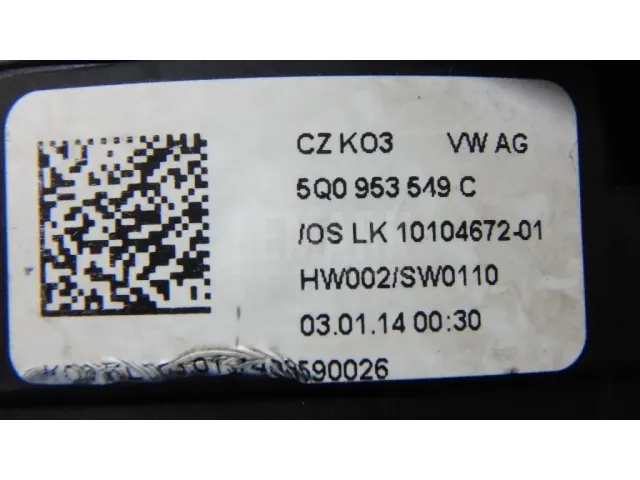 CZ KO3 VW AG
5Q0 953 549 C
/OS LK 10104672-01
HW002/SW0110
03.01.14 00:30
590026